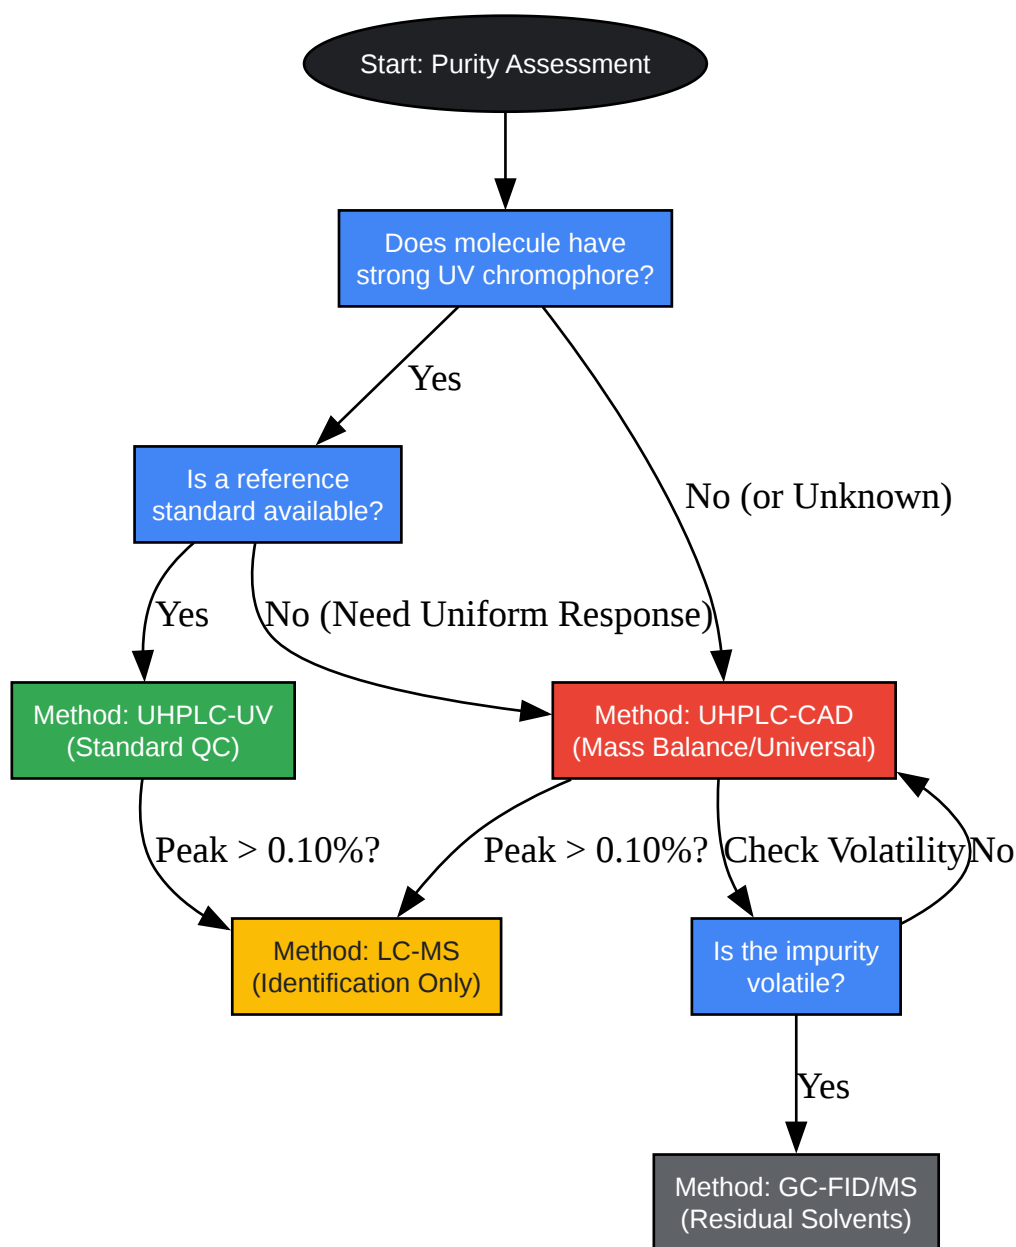 Start: Purity Assessment
Does molecule have
strong UV chromophore?
Yes
No (or Unknown)
Is a reference
standard available?
Yes
No (Need Uniform Response)
Method: UHPLC-UV
(Standard QC)
Method: UHPLC-CAD
(Mass Balance/Universal)
Peak > 0.10%?
Peak > 0.10%?
Check Volatility
No
Method: LC-MS
(Identification Only)
Is the impurity
volatile?
Yes
Method: GC-FID/MS
(Residual Solvents)